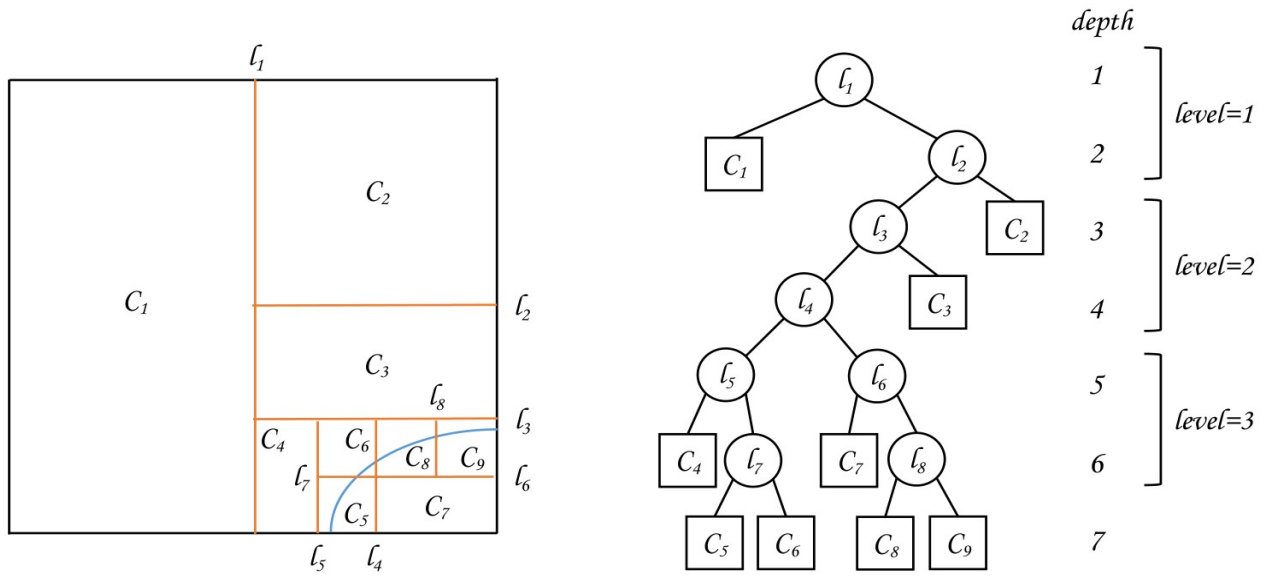 l₁
C₂
C₁
l₂
C₃
l₈
l₃
C₄
C₆
C₈
C₉
l₇
l₆
C₅
C₇
l₅
l₄
depth
l₁
1
level=1
C₁
l₂
2
l₃
C₂
3
level=2
l₄
C₃
4
l₅
l₆
5
level=3
C₄
l₇
C₇
l₈
6
C₅
C₆
C₈
C₉
7